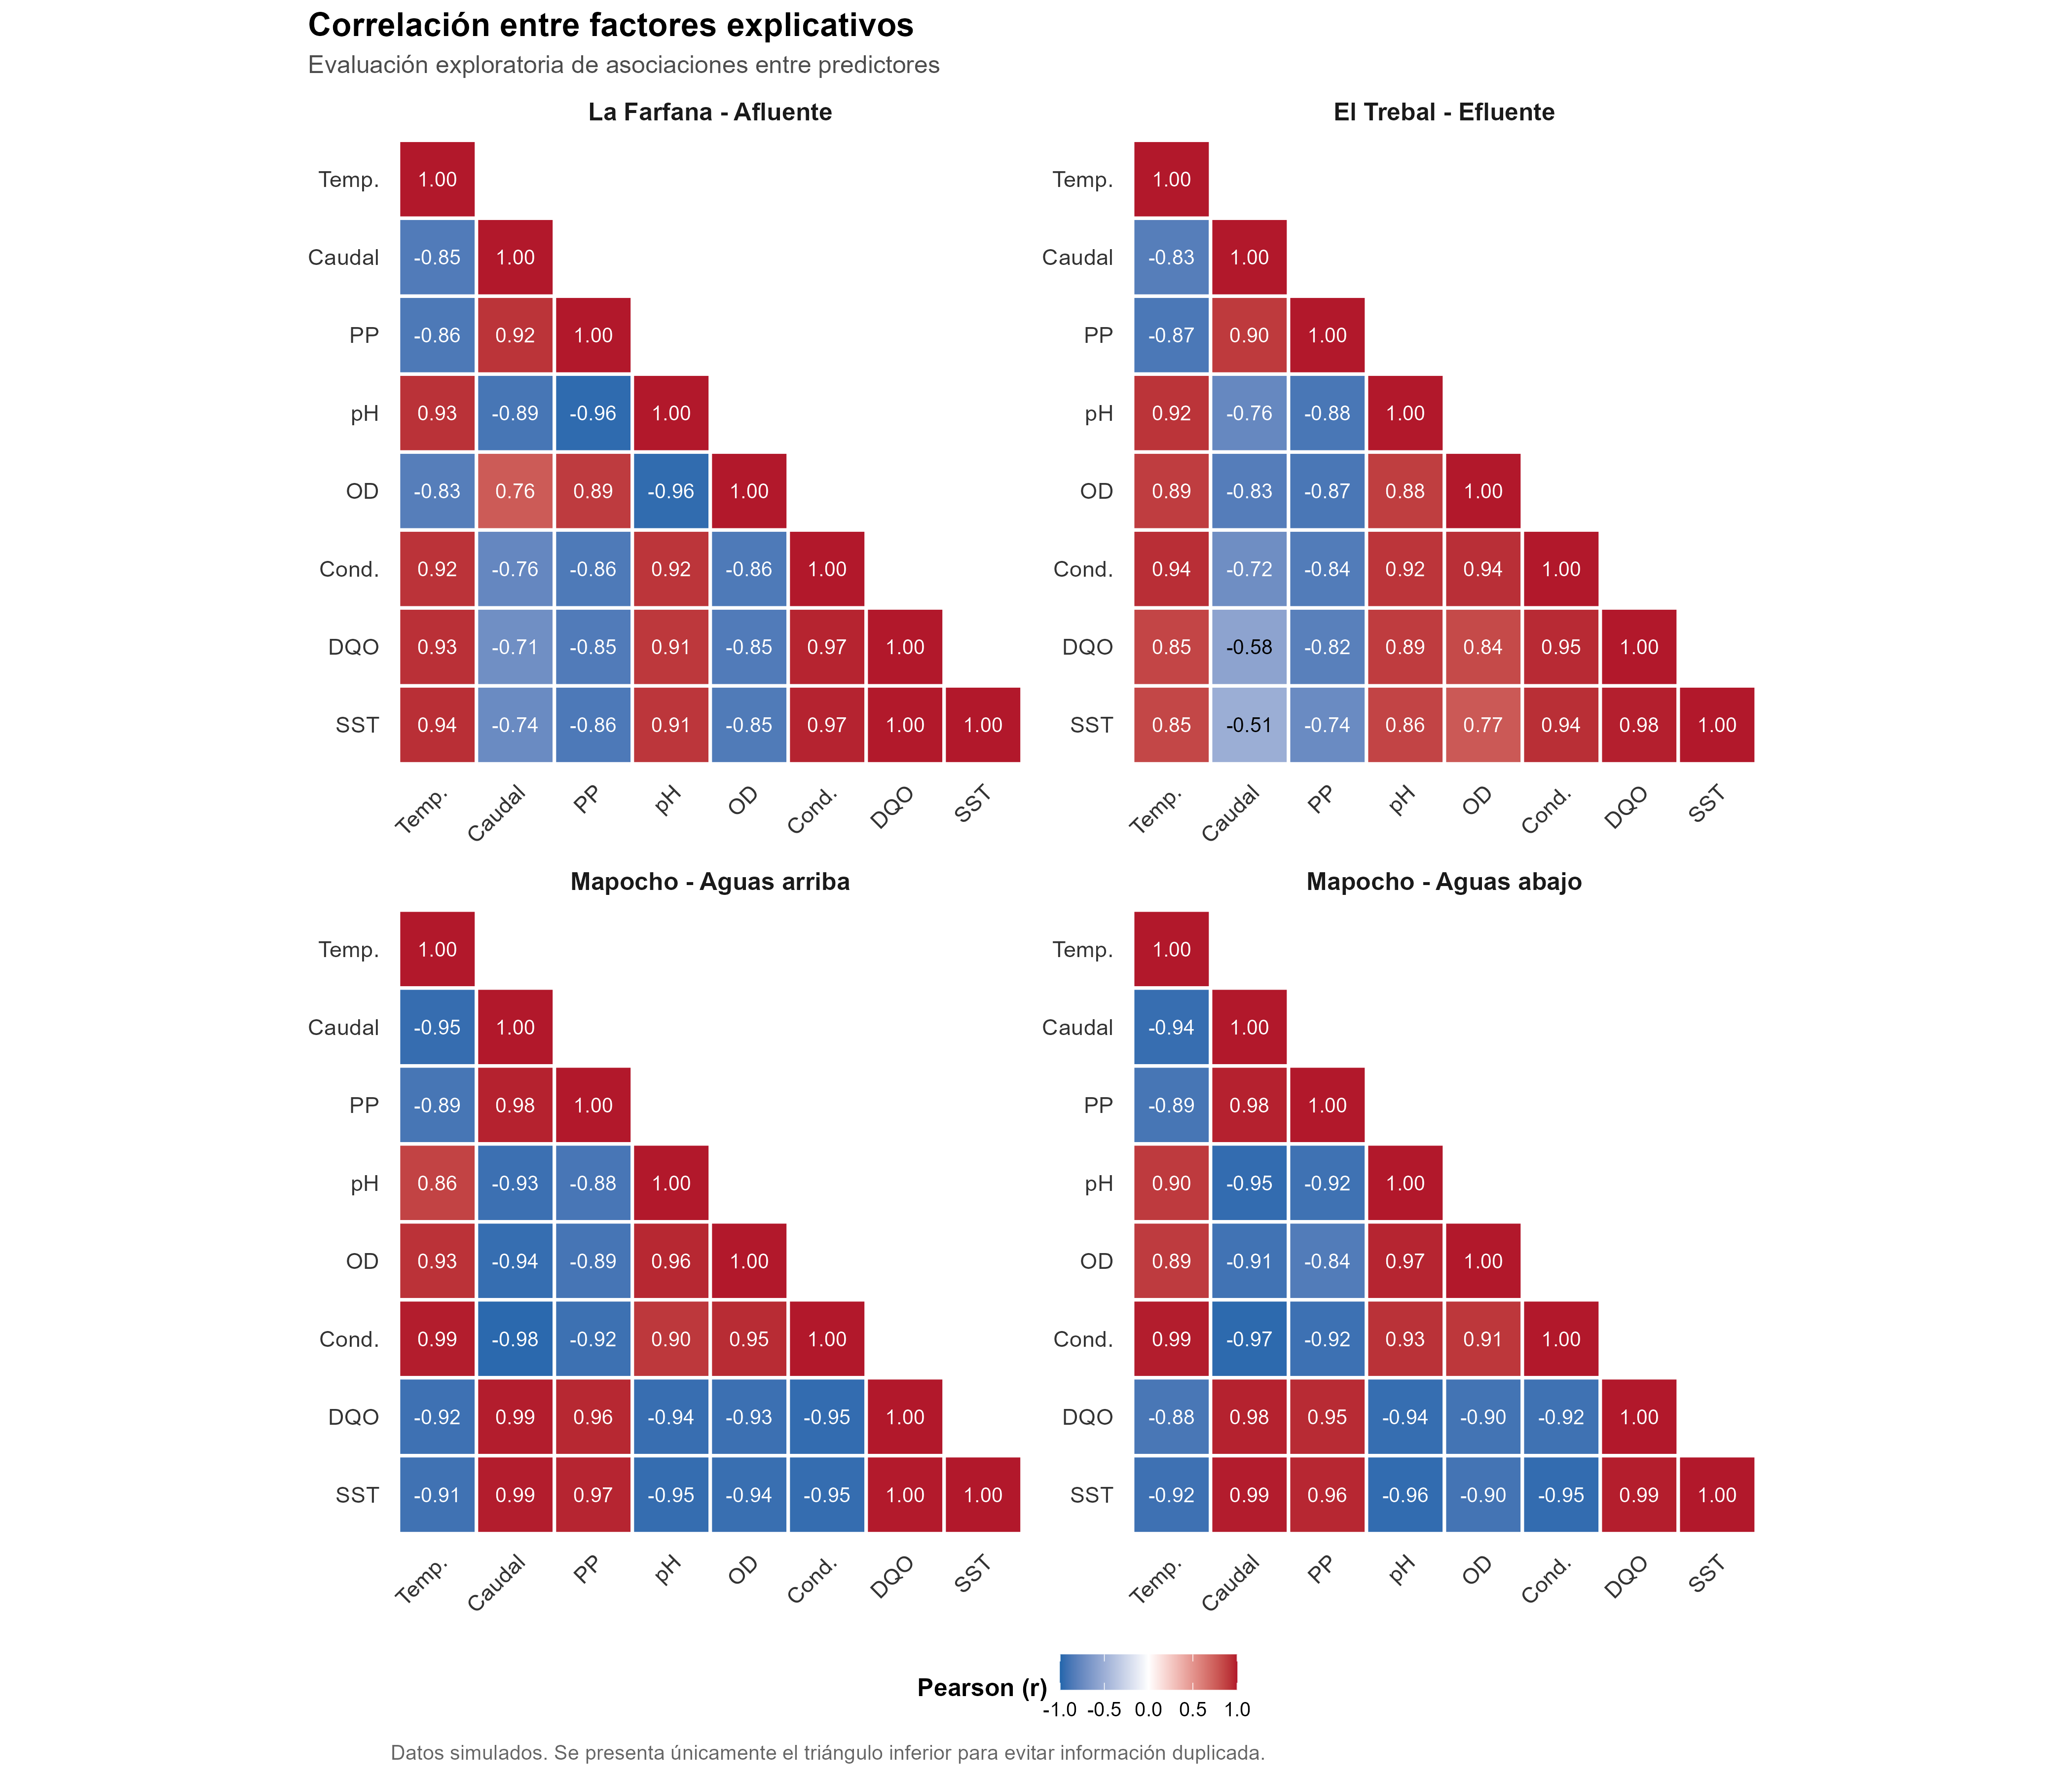 Correlación entre factores explicativos
Evaluación exploratoria de asociaciones entre predictores
La Farfana - Afluente
Temp. 1.00
Caudal -0.85 1.00
PP -0.86 0.92 1.00
pH 0.93 -0.89 -0.96 1.00
OD -0.83 0.76 0.89 -0.96 1.00
Cond. 0.92 -0.76 -0.86 0.92 -0.86 1.00
DQO 0.93 -0.71 -0.85 0.91 -0.85 0.97 1.00
SST 0.94 -0.74 -0.86 0.91 -0.85 0.97 1.00 1.00
Temp. Caudal PP pH OD Cond. DQO SST
El Trebal - Efluente
Temp. 1.00
Caudal -0.83 1.00
PP -0.87 0.90 1.00
pH 0.92 -0.76 -0.88 1.00
OD 0.89 -0.83 -0.87 0.88 1.00
Cond. 0.94 -0.72 -0.84 0.92 0.94 1.00
DQO 0.85 -0.58 -0.82 0.89 0.84 0.95 1.00
SST 0.85 -0.51 -0.74 0.86 0.77 0.94 0.98 1.00
Temp. Caudal PP pH OD Cond. DQO SST
Mapocho - Aguas arriba
Temp. 1.00
Caudal -0.95 1.00
PP -0.89 0.98 1.00
pH 0.86 -0.93 -0.88 1.00
OD 0.93 -0.94 -0.89 0.96 1.00
Cond. 0.99 -0.98 -0.92 0.90 0.95 1.00
DQO -0.92 0.99 0.96 -0.94 -0.93 -0.95 1.00
SST -0.91 0.99 0.97 -0.95 -0.94 -0.95 1.00 1.00
Temp. Caudal PP pH OD Cond. DQO SST
Mapocho - Aguas abajo
Temp. 1.00
Caudal -0.94 1.00
PP -0.89 0.98 1.00
pH 0.90 -0.95 -0.92 1.00
OD 0.89 -0.91 -0.84 0.97 1.00
Cond. 0.99 -0.97 -0.92 0.93 0.91 1.00
DQO -0.88 0.98 0.95 -0.94 -0.90 -0.92 1.00
SST -0.92 0.99 0.96 -0.96 -0.90 -0.95 0.99 1.00
Temp. Caudal PP pH OD Cond. DQO SST
Pearson (r)
-1.0 -0.5 0.0 0.5 1.0
Datos simulados. Se presenta únicamente el triángulo inferior para evitar información duplicada.